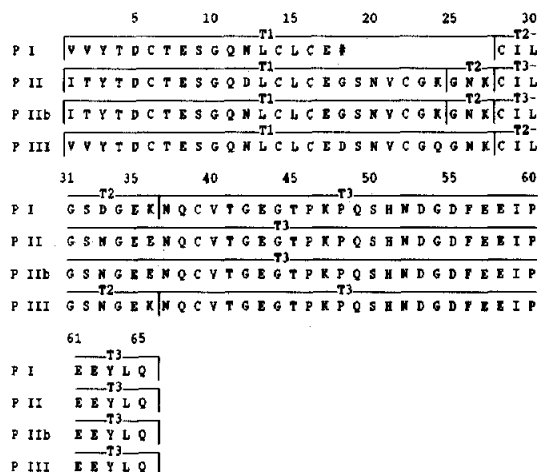 5 10 15 20 25 30
T1 T2-
P I V V Y T D C T E S G Q N L C L C E # C I L
T1 T2 T3-
P II I T Y T D C T E S G Q D L C L C E G S N V C G K G N K C I L
T1 T2 T3-
P IIb I T Y T D C T E S G Q N L C L C E G S N V C G K G N K C I L
T1 T2-
P III V V Y T D C T E S G Q N L C L C E D S N V C G Q G N K C I L
31 35 40 45 50 55 60
T2 T3
P I G S D G E K N Q C V T G E G T P K P Q S H N D G D F E E I P
T3
P II G S N G E E N Q C V T G E G T P K P Q S H N D G D F E E I P
T3
P IIb G S N G E E N Q C V T G E G T P K P Q S H N D G D F E E I P
T2 T3
P III G S N G E K N Q C V T G E G T P K P Q S H N D G D F E E I P
61 65
T3
P I E E Y L Q
T3
P II E E Y L Q
T3
P IIb E E Y L Q
T3
P III E E Y L Q